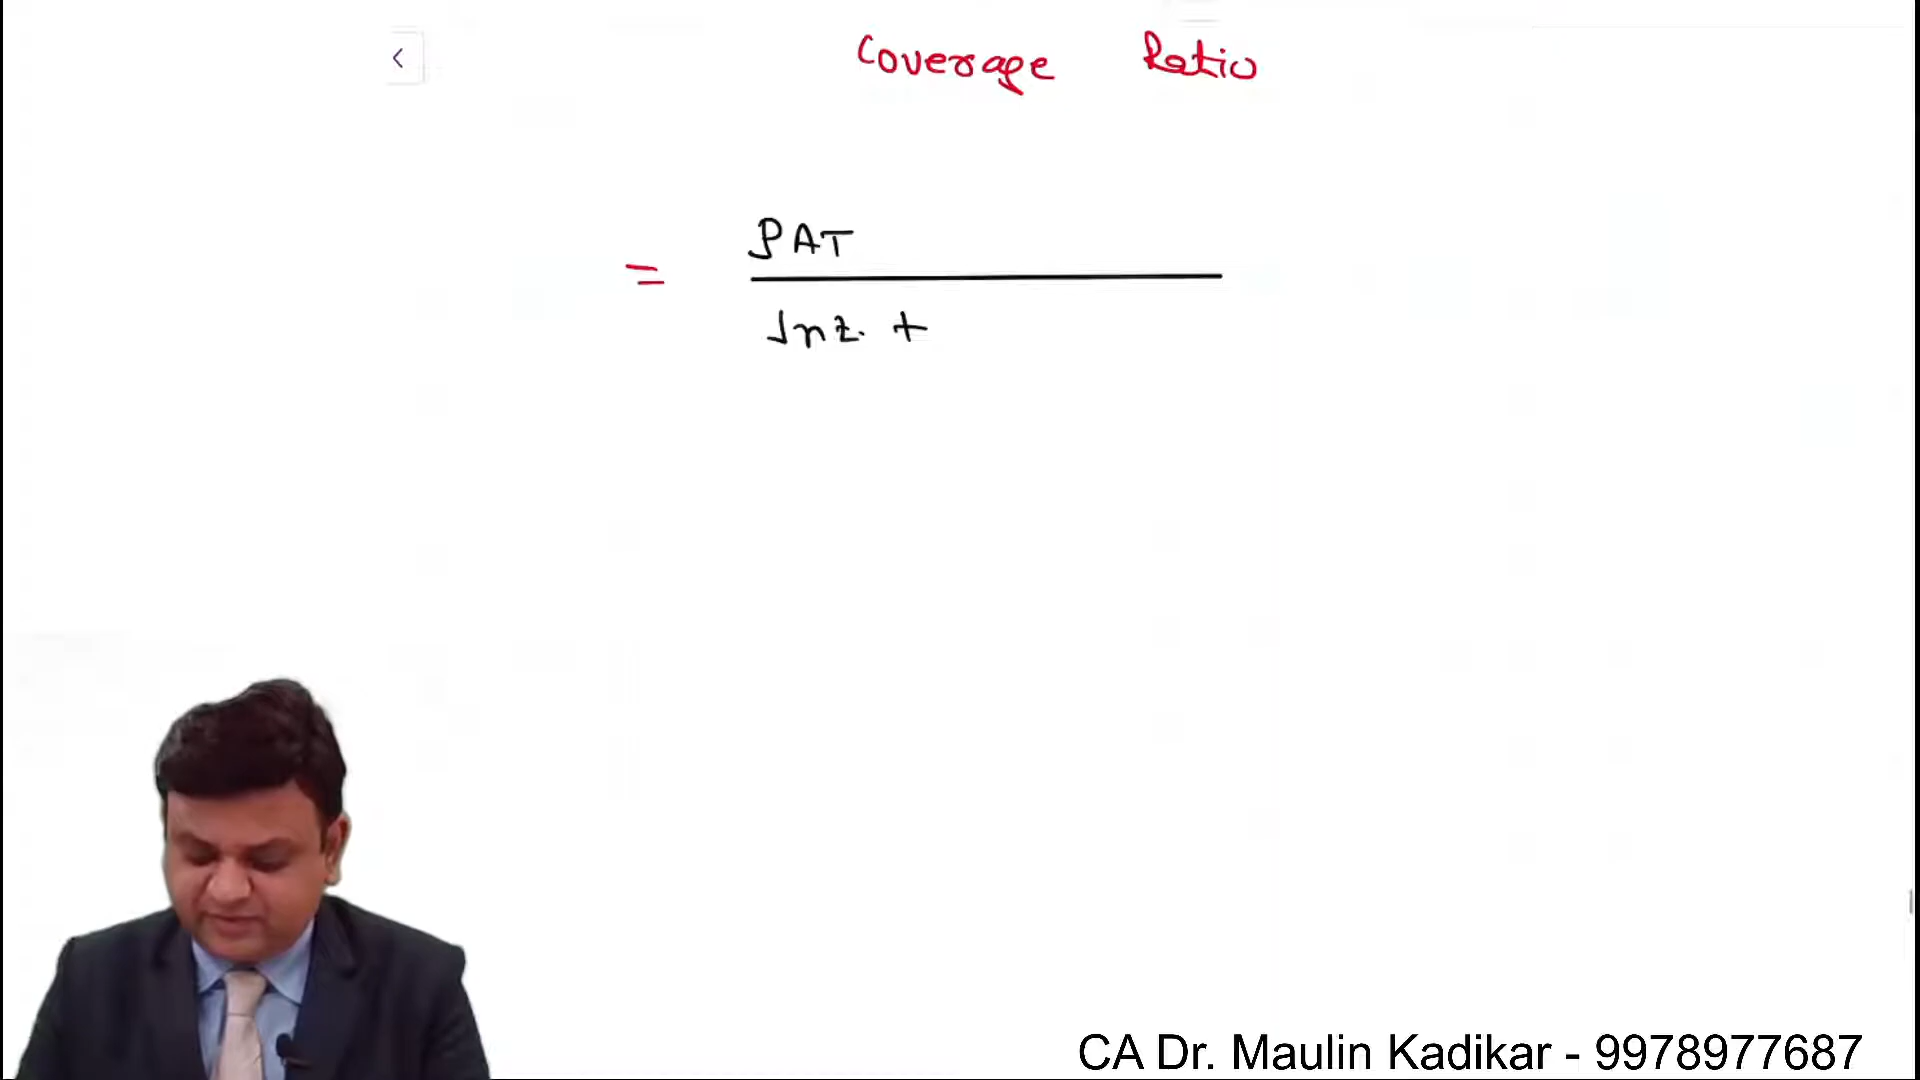 Coverage Ratio
= PAT
Int. +
CA Dr. Maulin Kadikar - 9978977687